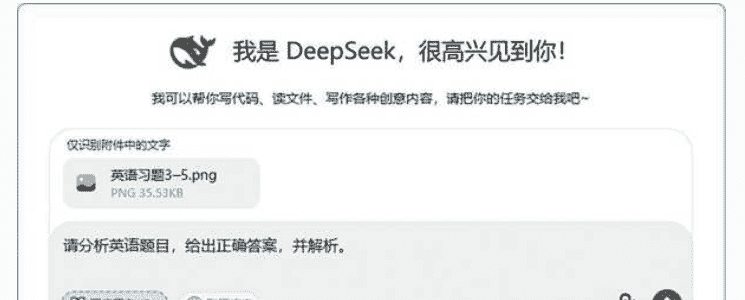 我是 DeepSeek，很高兴见到你！
我可以帮你写代码、读文件、写作各种创意内容，请把你的任务交给我吧~
仅识别附件中的文字
英语习题3-5.png
PNG 35.53KB
请分析英语题目，给出正确答案，并解析。